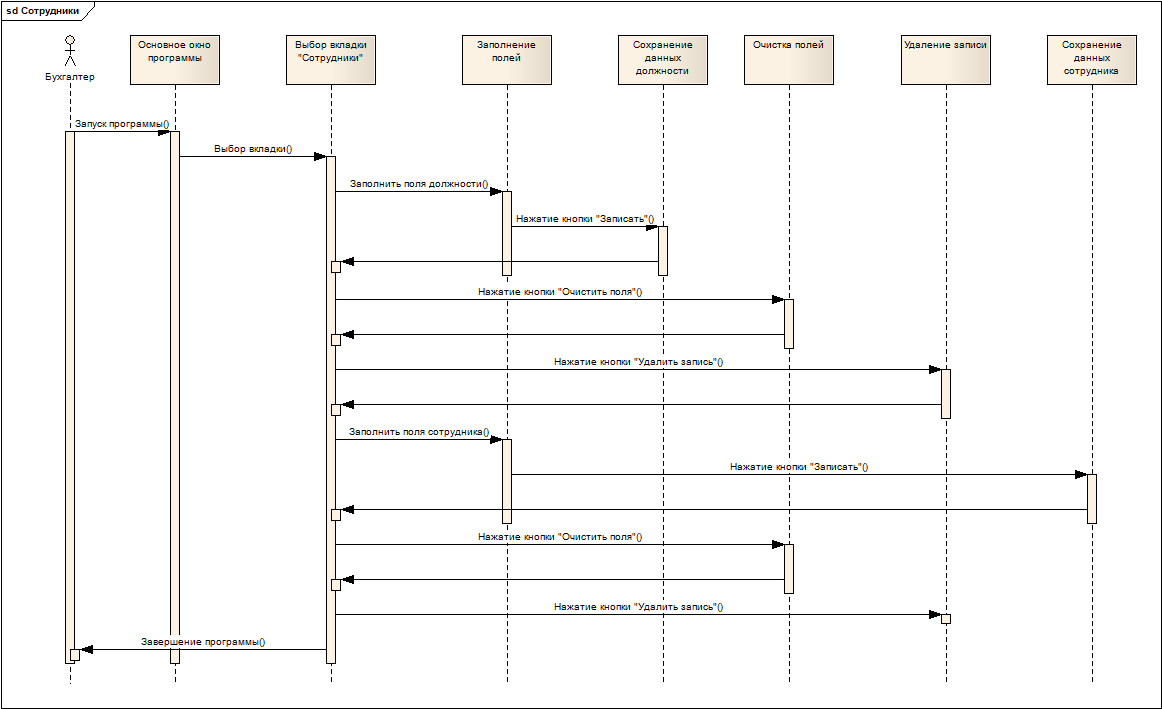 sd Сотрудники
Бухгалтер
Основное окно
программы
Выбор вкладки
"Сотрудники"
Заполнение
полей
Сохранение
данных
должности
Очистка полей
Удаление записи
Сохранение
данных
сотрудника
Запуск программы()
Выбор вкладки()
Заполнить поля должности()
Нажатие кнопки "Записать"()
Нажатие кнопки "Очистить поля"()
Нажатие кнопки "Удалить запись"()
Заполнить поля сотрудника()
Нажатие кнопки "Записать"()
Нажатие кнопки "Очистить поля"()
Нажатие кнопки "Удалить запись"()
Завершение программы()